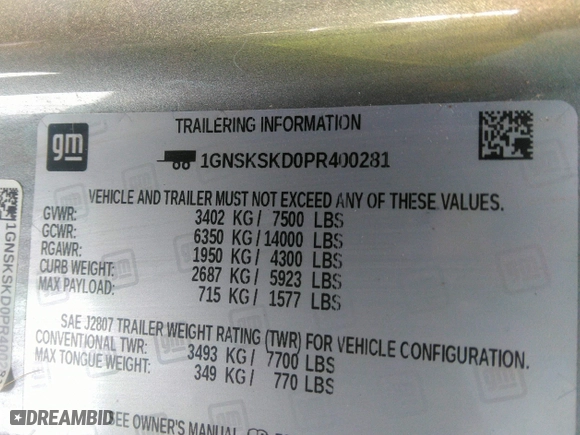 gm
TRAILERING INFORMATION
1GNSKSKD0PR400281
VEHICLE AND TRAILER MUST NOT EXCEED ANY OF THESE VALUES.
GVWR: 3402 KG/ 7500 LBS
GCWR: 6350 KG/14000 LBS
RGAWR: 1950 KG/ 4300 LBS
CURB WEIGHT: 2687 KG/ 5923 LBS
MAX PAYLOAD: 715 KG/ 1577 LBS
SAE J2807 TRAILER WEIGHT RATING (TWR) FOR VEHICLE CONFIGURATION.
CONVENTIONAL TWR: 3493 KG/ 7700 LBS
MAX TONGUE WEIGHT: 349 KG/ 770 LBS
SEE OWNER'S MANUAL
1GNSKSKD0PR400
DREAMBID